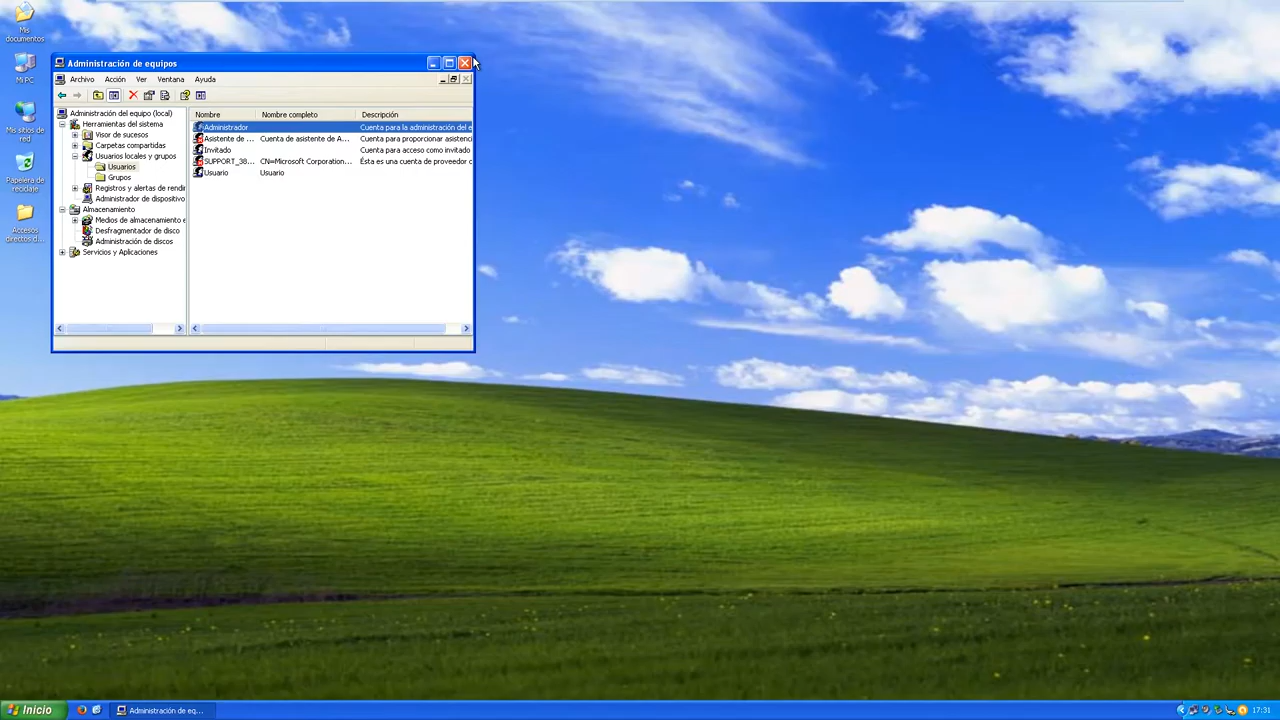 Mis
documentos
Mi PC
Mis sitios de
red
Papelera de
reciclaje
Accesos
directos d...
Administración de equipos
Archivo Acción Ver Ventana Ayuda
Administración del equipo (local)
Herramientas del sistema
Visor de sucesos
Carpetas compartidas
Usuarios locales y grupos
Usuarios
Grupos
Registros y alertas de rendi
Administrador de dispositivo
Almacenamiento
Medios de almacenamiento e
Desfragmentador de disco
Administración de discos
Servicios y Aplicaciones
Nombre Nombre completo Descripción
Administrador Cuenta para la administración del e
Asistente de ... Cuenta de asistente de A... Cuenta para proporcionar asistenci
Invitado Cuenta para acceso como invitado
SUPPORT_38... CN=Microsoft Corporation... Ésta es una cuenta de proveedor c
Usuario Usuario
Inicio
Administración de eq...
17:31